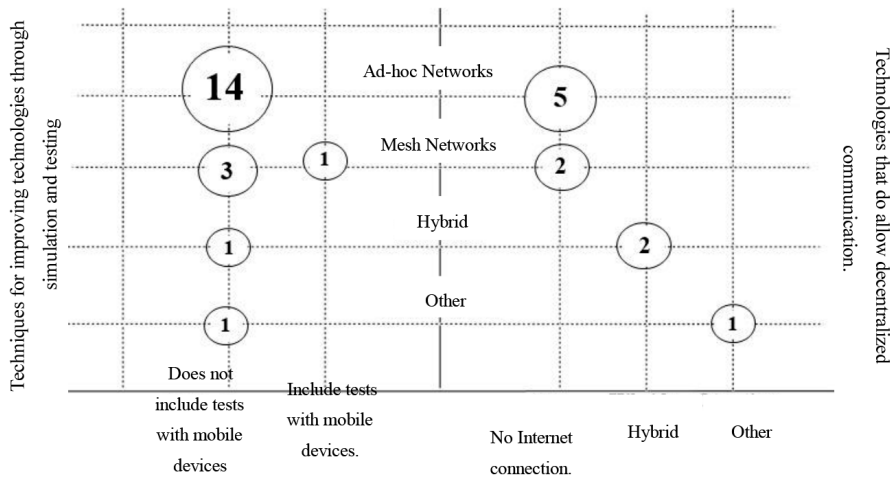 Techniques for improving technologies through
simulation and testing
Technologies that do allow decentralized
communication.
Ad-hoc Networks
14
5
Mesh Networks
3
1
2
Hybrid
1
2
Other
1
1
Does not
include tests
with mobile
devices
Include tests
with mobile
devices.
No Internet
connection.
Hybrid
Other